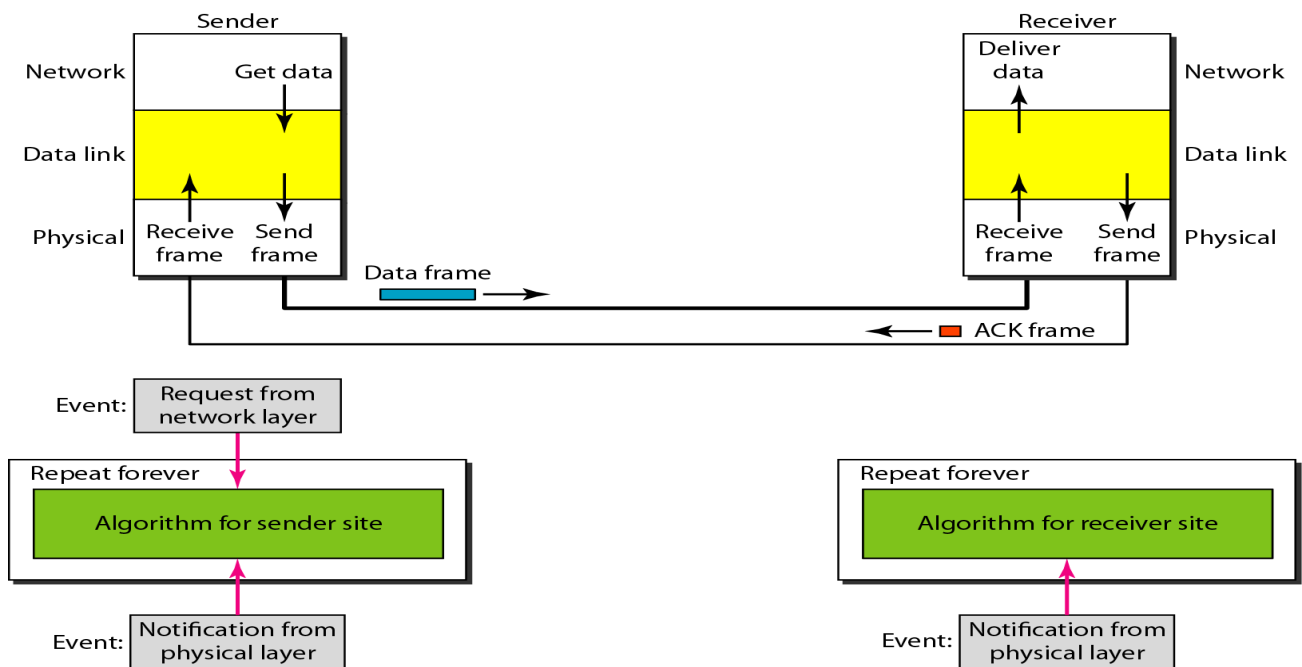 Sender
Receiver
Network
Get data
Deliver
data
Network
Data link
Data link
Physical
Receive
frame
Send
frame
Receive
frame
Send
frame
Physical
Data frame
ACK frame
Event:
Request from
network layer
Repeat forever
Algorithm for sender site
Repeat forever
Algorithm for receiver site
Event:
Notification from
physical layer
Event:
Notification from
physical layer